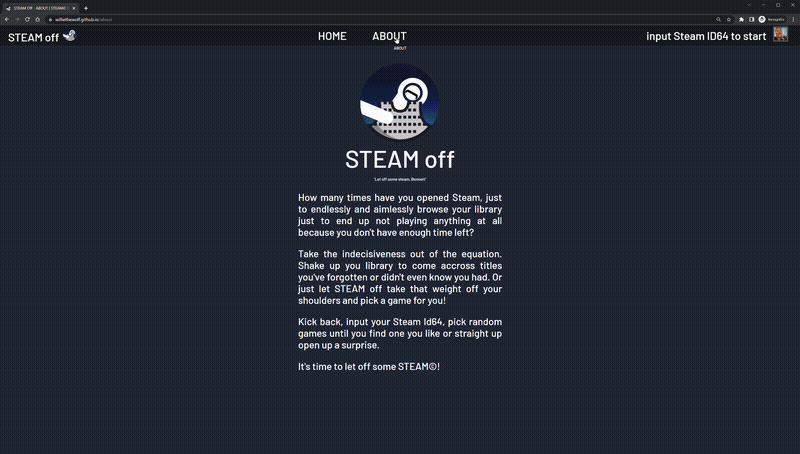 STEAM OFF - ABOUT | STEAM
williethewolf.github.io/about
Incognito
STEAM off
HOME
ABOUT
input Steam ID64 to start
ABOUT
STEAM off
'Let off some steam, Bennett'
How many times have you opened Steam, just
to endlessly and aimlessly browse your library
just to end up not playing anything at all
because you don't have enough time left?
Take the indecisiveness out of the equation.
Shake up you library to come accross titles
you've forgotten or didn't even know you had. Or
just let STEAM off take that weight off your
shoulders and pick a game for you!
Kick back, input your Steam Id64, pick random
games until you find one you like or straight up
open up a surprise.
It's time to let off some STEAM©!